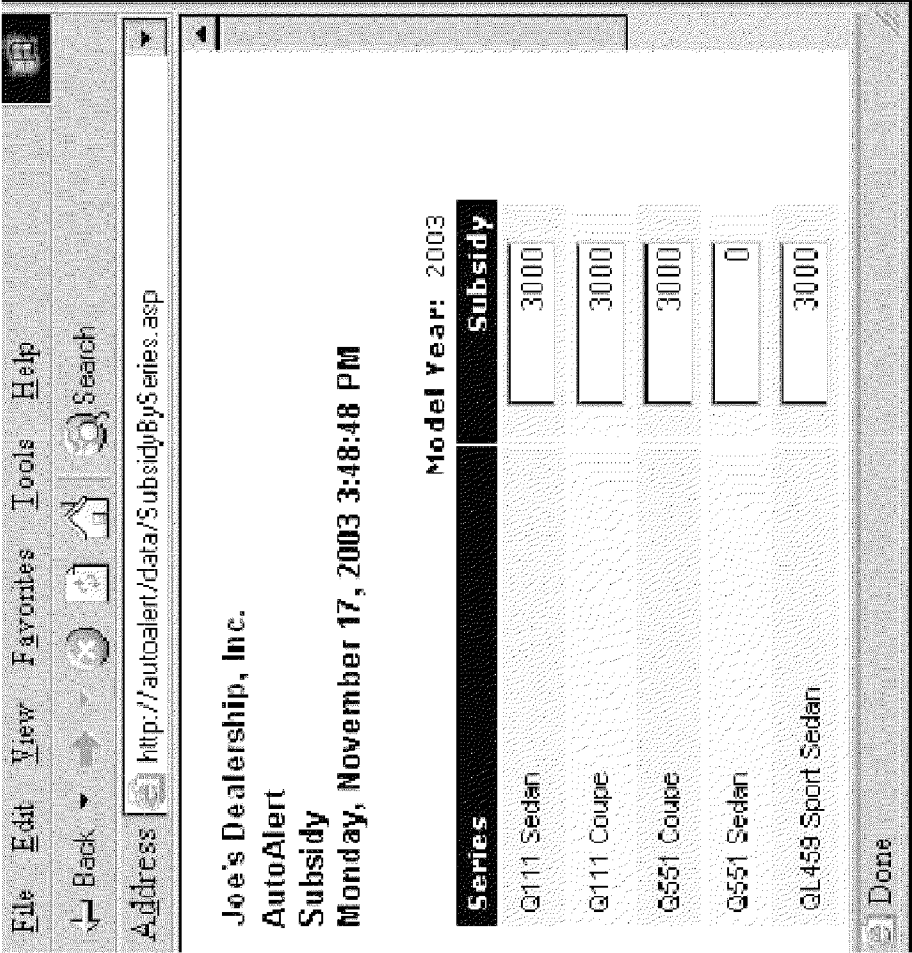 File Edit View Favorites Tools Help
Back Search
Address http://autoalert/data/SubsidyBySeries.asp
Joe's Dealership, Inc.
AutoAlert
Subsidy
Monday, November 17, 2003 3:48:48 PM
Model Year: 2003
Series Subsidy
Q111 Sedan 3000
Q111 Coupe 3000
Q551 Coupe 3000
Q551 Sedan 0
QL459 Sport Sedan 3000
Done